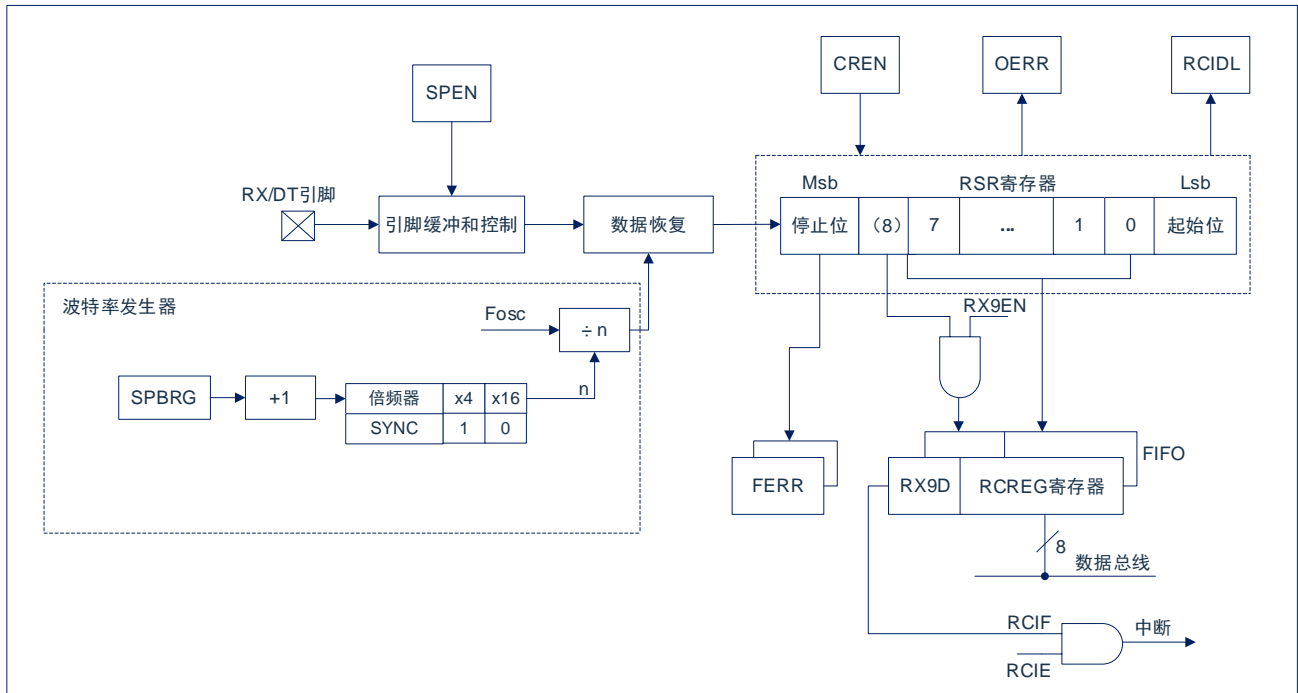 CREN
OERR
RCIDL
SPEN
Msb
RSR寄存器
Lsb
RX/DT引脚
引脚缓冲和控制
数据恢复
停止位
（8）
7
...
1
0
起始位
波特率发生器
Fosc
÷ n
RX9EN
n
SPBRG
+1
倍频器
x4
x16
SYNC
1
0
FIFO
FERR
RX9D
RCREG寄存器
8
数据总线
RCIF
中断
RCIE